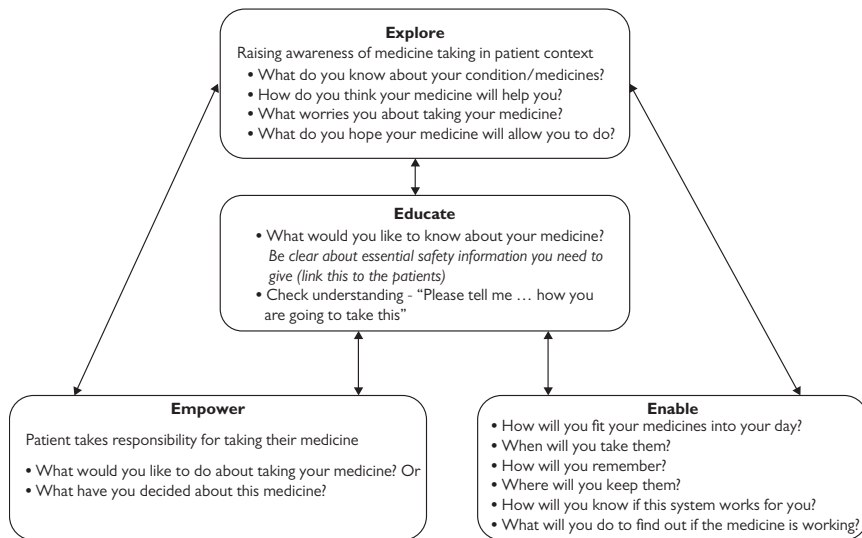 Explore
Raising awareness of medicine taking in patient context
• What do you know about your condition/medicines?
• How do you think your medicine will help you?
• What worries you about taking your medicine?
• What do you hope your medicine will allow you to do?
Educate
• What would you like to know about your medicine?
Be clear about essential safety information you need to
give (link this to the patients)
• Check understanding - “Please tell me … how you
are going to take this”
Empower
Patient takes responsibility for taking their medicine
• What would you like to do about taking your medicine? Or
• What have you decided about this medicine?
Enable
• How will you fit your medicines into your day?
• When will you take them?
• How will you remember?
• Where will you keep them?
• How will you know if this system works for you?
• What will you do to find out if the medicine is working?